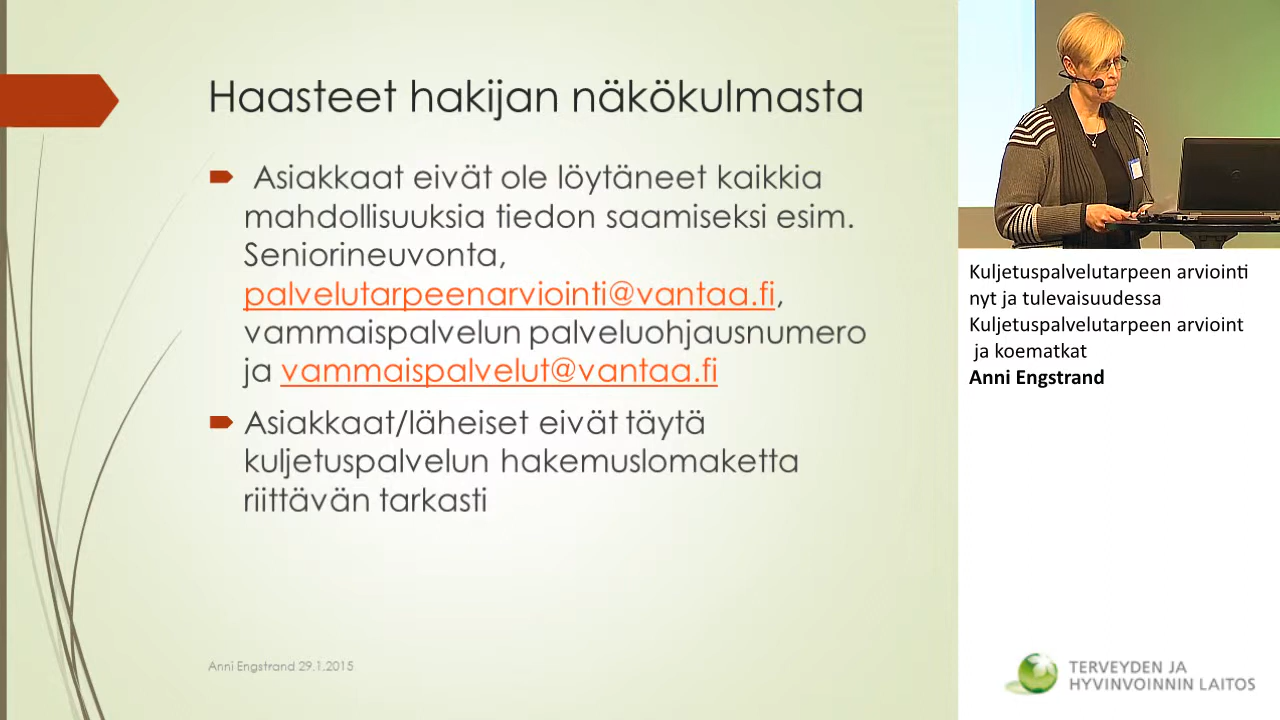 Haasteet hakijan näkökulmasta
Asiakkaat eivät ole löytäneet kaikkia
mahdollisuuksia tiedon saamiseksi esim.
Seniorineuvonta,
palvelutarpeenarviointi@vantaa.fi,
vammaispalvelun palveluohjausnumero
ja vammaispalvelut@vantaa.fi
Asiakkaat/läheiset eivät täytä
kuljetuspalvelun hakemuslomaketta
riittävän tarkasti
Anni Engstrand 29.1.2015
Kuljetuspalvelutarpeen arviointi
nyt ja tulevaisuudessa
Kuljetuspalvelutarpeen arvioint
ja koematkat
Anni Engstrand
TERVEYDEN JA
HYVINVOINNIN LAITOS